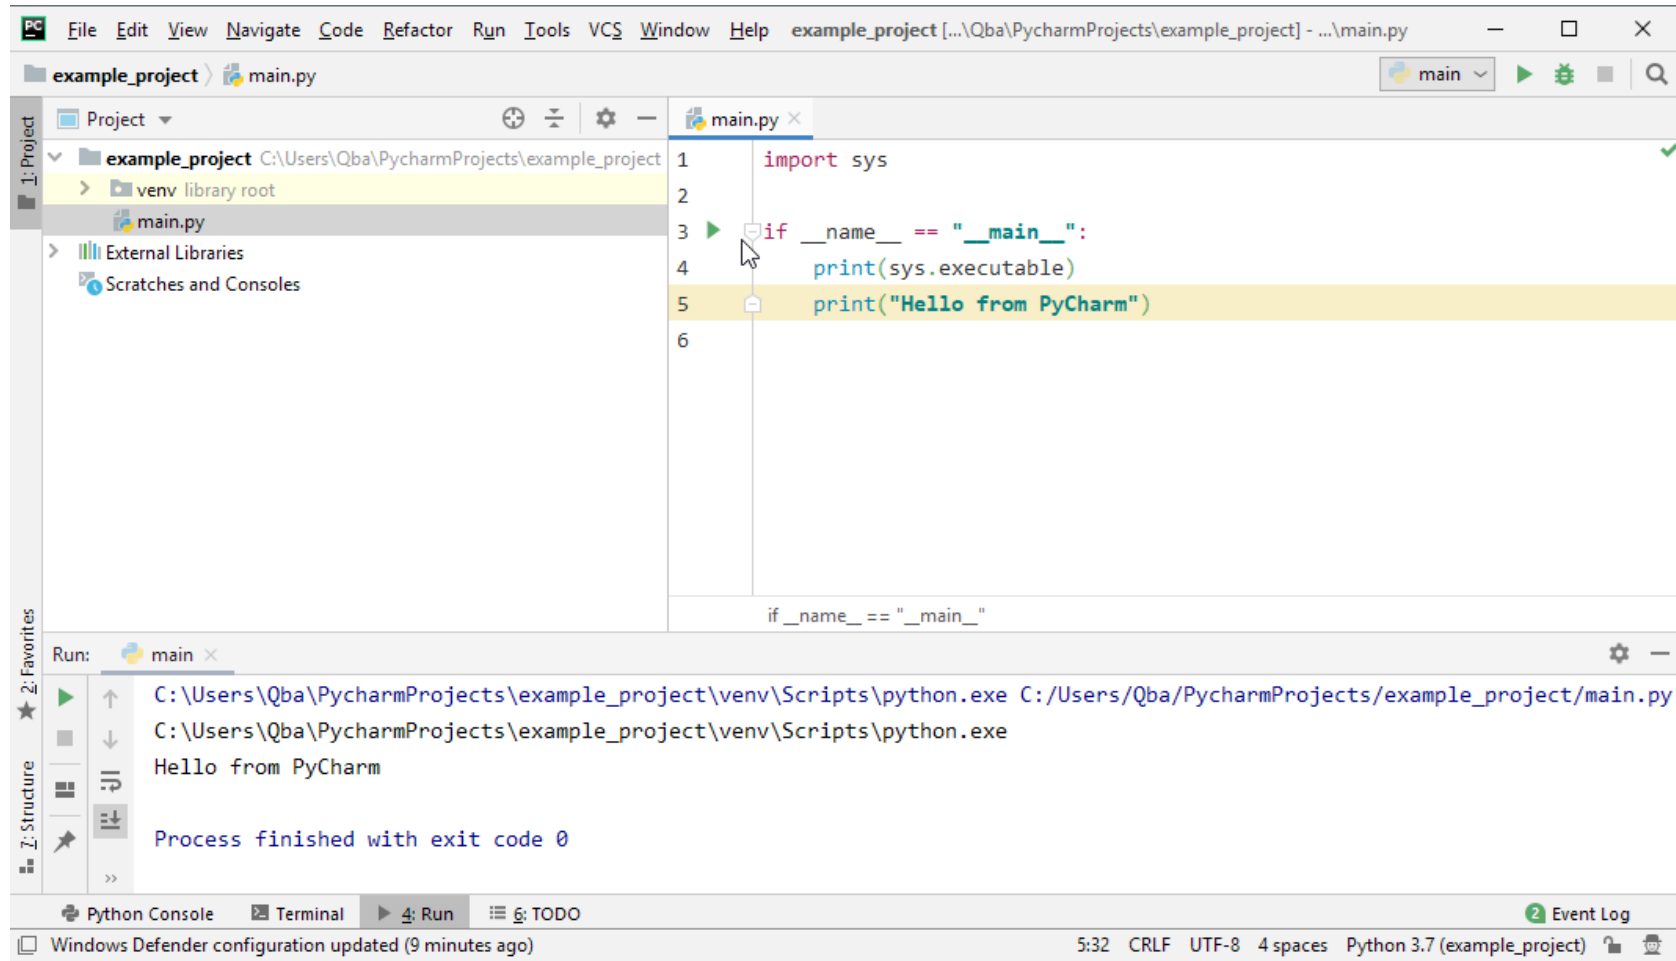 PC File Edit View Navigate Code Refactor Run Tools VCS Window Help example_project [...\Qba\PycharmProjects\example_project] - ...\main.py
example_project main.py main
1: Project
Project
main.py
example_project C:\Users\Qba\PycharmProjects\example_project
venv library root
main.py
External Libraries
Scratches and Consoles
1 import sys
2
3 if __name__ == "__main__":
4     print(sys.executable)
5     print("Hello from PyCharm")
6
if __name__ == "__main__"
2: Favorites
7: Structure
Run: main
C:\Users\Qba\PycharmProjects\example_project\venv\Scripts\python.exe C:/Users/Qba/PycharmProjects/example_project/main.py
C:\Users\Qba\PycharmProjects\example_project\venv\Scripts\python.exe
Hello from PyCharm
Process finished with exit code 0
Python Console Terminal 4: Run 6: TODO 2 Event Log
Windows Defender configuration updated (9 minutes ago) 5:32 CRLF UTF-8 4 spaces Python 3.7 (example_project)